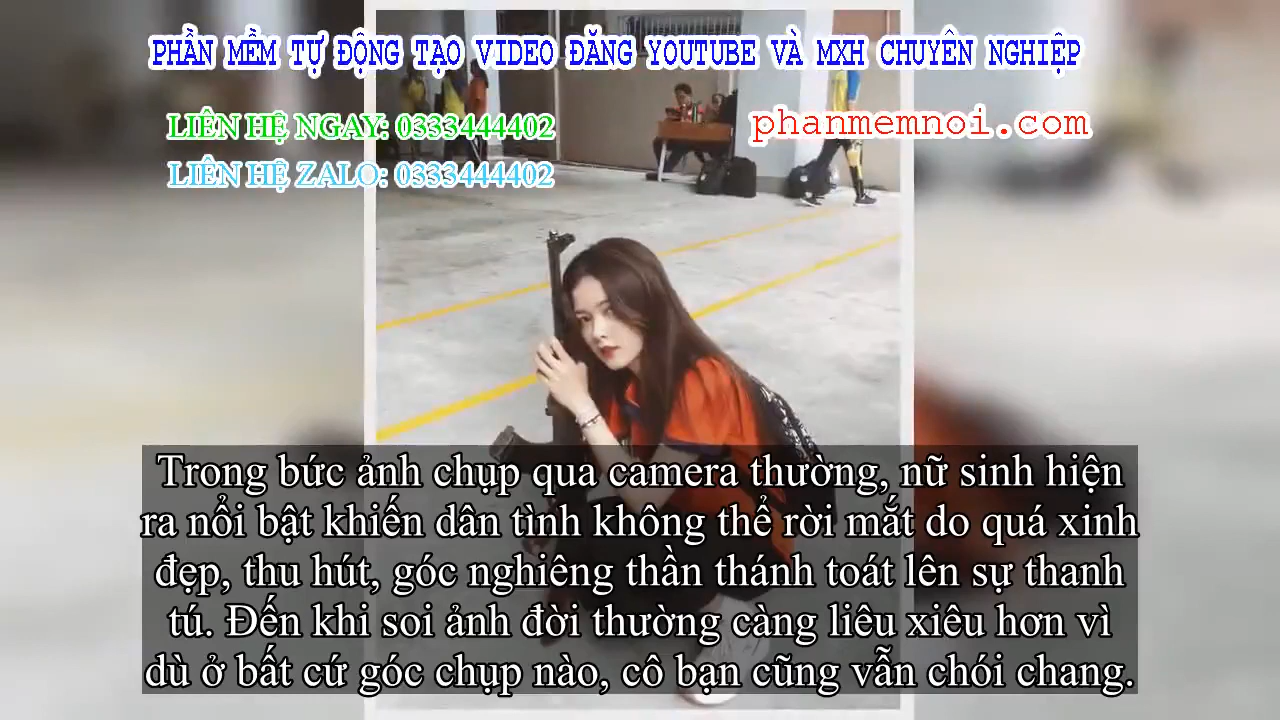 PHẦN MỀM TỰ ĐỘNG TẠO VIDEO ĐĂNG YOUTUBE VÀ MXH CHUYÊN NGHIỆP
LIÊN HỆ NGAY: 0333444402
phanmemnoi.com
LIÊN HỆ ZALO: 0333444402
Trong bức ảnh chụp qua camera thường, nữ sinh hiện
ra nổi bật khiến dân tình không thể rời mắt do quá xinh
đẹp, thu hút, góc nghiêng thần thánh toát lên sự thanh
tú. Đến khi soi ảnh đời thường càng liêu xiêu hơn vì
dù ở bất cứ góc chụp nào, cô bạn cũng vẫn chói chang.